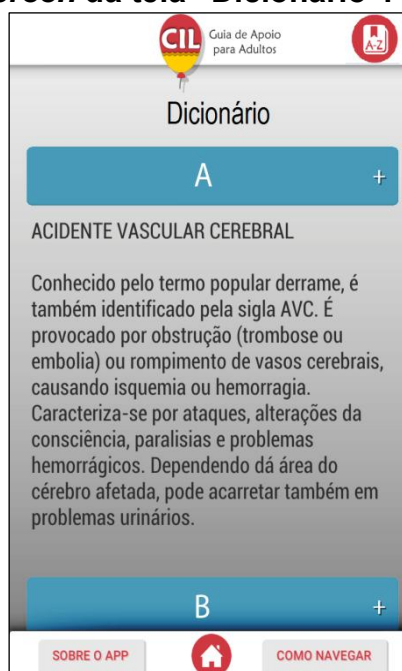 da tela "Dicionário".
CIL
Guia de Apoio
para Adultos
A-Z
Dicionário
A +
ACIDENTE VASCULAR CEREBRAL
Conhecido pelo termo popular derrame, é
também identificado pela sigla AVC. É
provocado por obstrução (trombose ou
embolia) ou rompimento de vasos cerebrais,
causando isquemia ou hemorragia.
Caracteriza-se por ataques, alterações da
consciência, paralisias e problemas
hemorrágicos. Dependendo dá área do
cérebro afetada, pode acarretar também em
problemas urinários.
B +
SOBRE O APP
COMO NAVEGAR